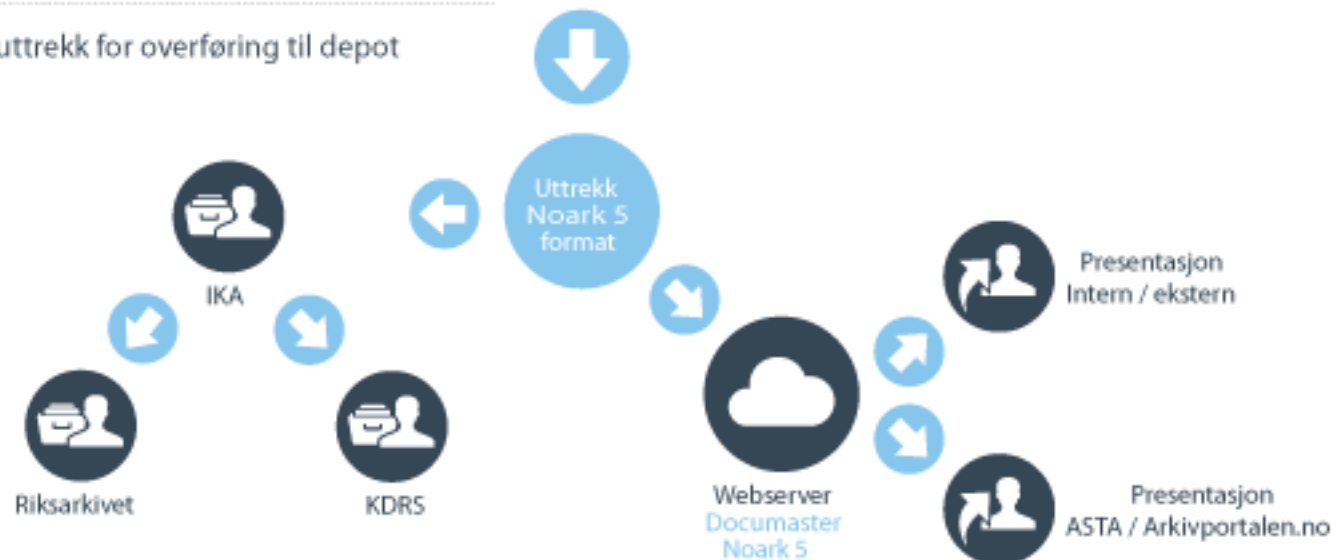 uttrekk for overføring til depot
Uttrekk
Noark 5
format
IKA
Riksarkivet
KDRS
Webserver
Documaster
Noark 5
Presentasjon
Intern / ekstern
Presentasjon
ASTA / Arkivportalen.no